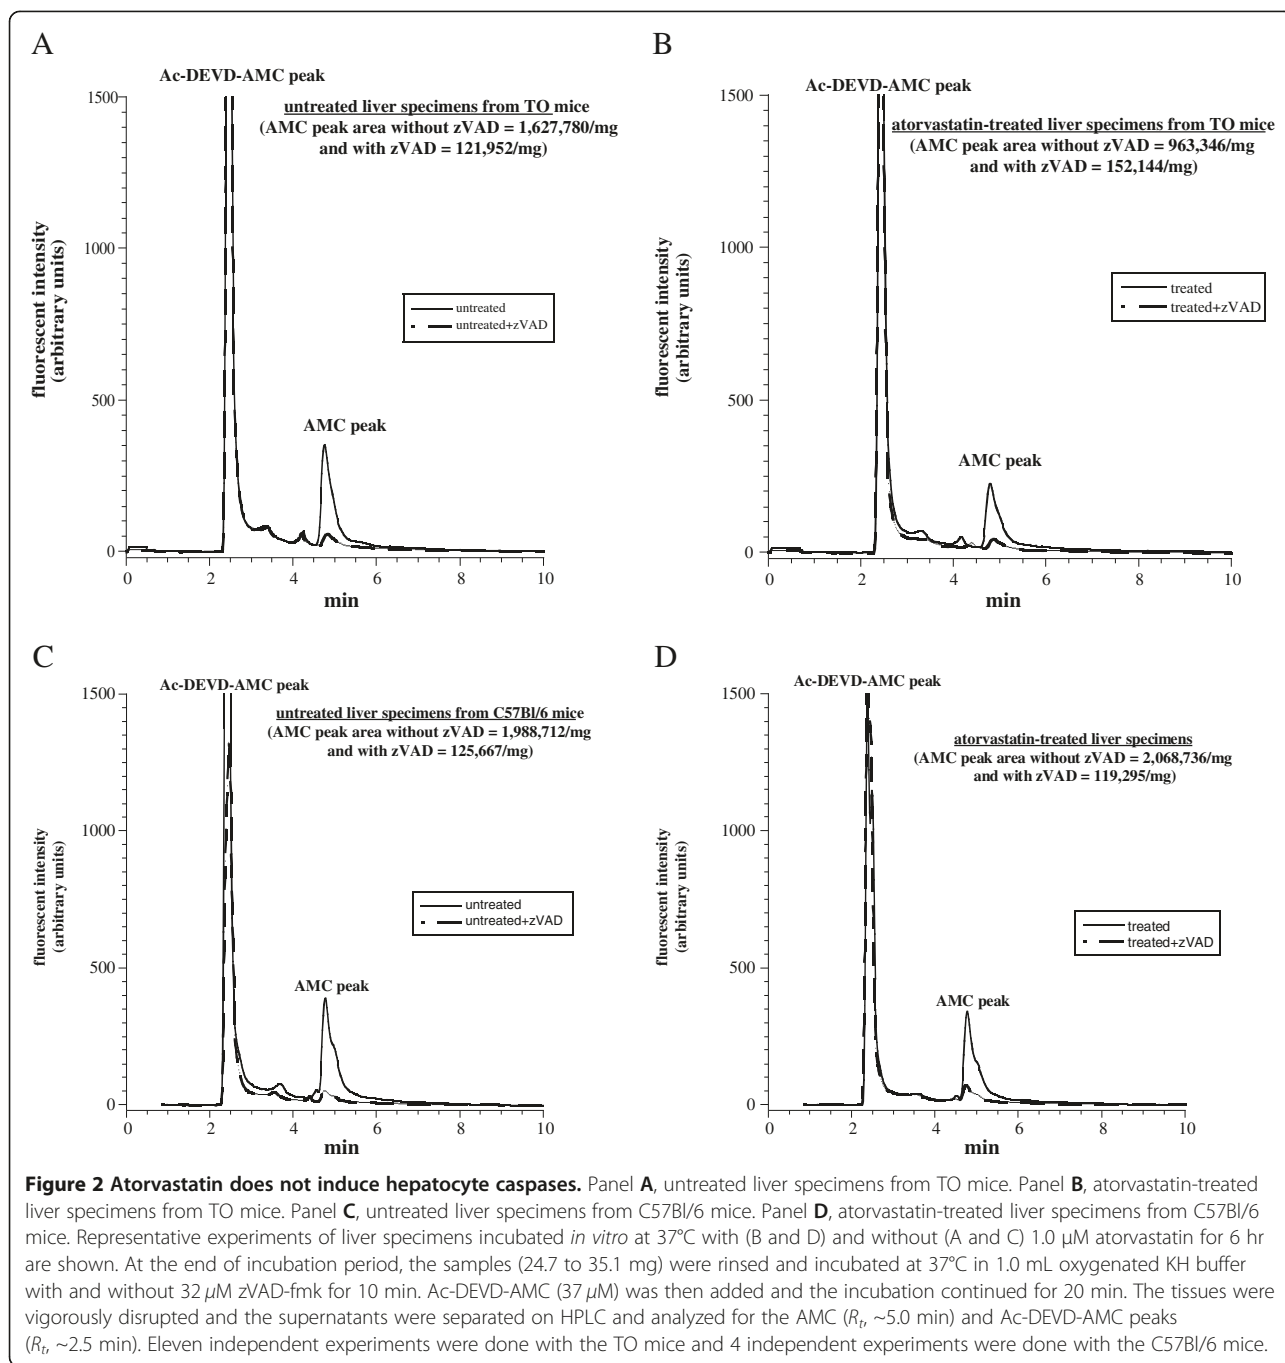 A
Ac-DEVD-AMC peak
untreated liver specimens from TO mice
(AMC peak area without zVAD = 1,627,780/mg
and with zVAD = 121,952/mg)
fluorescent intensity
(arbitrary units)
1500
1000
500
0
untreated
untreated+zVAD
AMC peak
0 2 4 6 8 10
min
B
Ac-DEVD-AMC peak
atorvastatin-treated liver specimens from TO mice
(AMC peak area without zVAD = 963,346/mg
and with zVAD = 152,144/mg)
fluorescent intensity
(arbitrary units)
1500
1000
500
0
treated
treated+zVAD
AMC peak
0 2 4 6 8 10
min
C
Ac-DEVD-AMC peak
untreated liver specimens from C57Bl/6 mice
(AMC peak area without zVAD = 1,988,712/mg
and with zVAD = 125,667/mg)
fluorescent intensity
(arbitrary units)
1500
1000
500
0
untreated
untreated+zVAD
AMC peak
0 2 4 6 8 10
min
D
Ac-DEVD-AMC peak
atorvastatin-treated liver specimens
(AMC peak area without zVAD = 2,068,736/mg
and with zVAD = 119,295/mg)
fluorescent intensity
(arbitrary units)
1500
1000
500
0
treated
treated+zVAD
AMC peak
0 2 4 6 8 10
min
Figure 2 Atorvastatin does not induce hepatocyte caspases. Panel A, untreated liver specimens from TO mice. Panel B, atorvastatin-treated
liver specimens from TO mice. Panel C, untreated liver specimens from C57Bl/6 mice. Panel D, atorvastatin-treated liver specimens from C57Bl/6
mice. Representative experiments of liver specimens incubated in vitro at 37°C with (B and D) and without (A and C) 1.0 μM atorvastatin for 6 hr
are shown. At the end of incubation period, the samples (24.7 to 35.1 mg) were rinsed and incubated at 37°C in 1.0 mL oxygenated KH buffer
with and without 32 μM zVAD-fmk for 10 min. Ac-DEVD-AMC (37 μM) was then added and the incubation continued for 20 min. The tissues were
vigorously disrupted and the supernatants were separated on HPLC and analyzed for the AMC (Rt, ~5.0 min) and Ac-DEVD-AMC peaks
(Rt, ~2.5 min). Eleven independent experiments were done with the TO mice and 4 independent experiments were done with the C57Bl/6 mice.